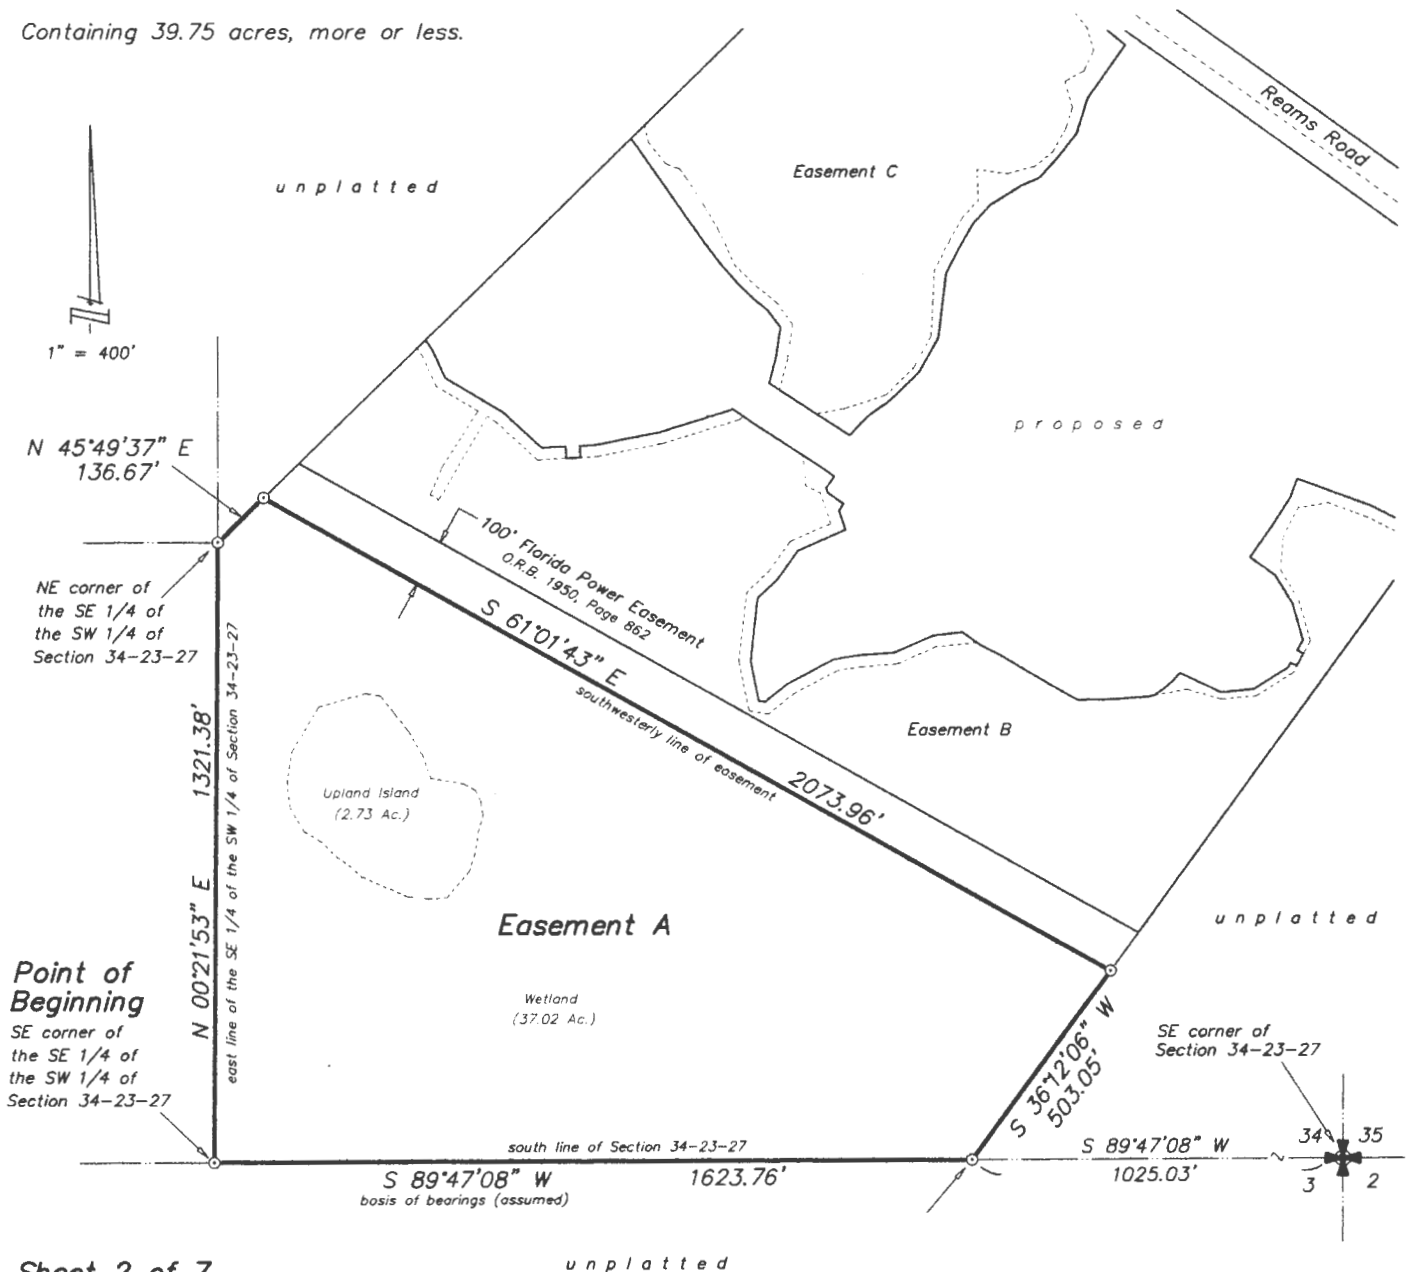 Containing 39.75 acres, more or less.
Reams Road
Easement C
unplatted
1" = 400'
proposed
N 45°49'37" E
136.67'
100' Florida Power Easement
O.R.B. 1950, Page 862
S 61°01'43" E
southwesterly line of easement
2073.96'
NE corner of
the SE 1/4 of
the SW 1/4 of
Section 34-23-27
Easement B
Upland Island
(2.73 Ac.)
N 00°21'53" E 1321.38'
east line of the SE 1/4 of the SW 1/4 of Section 34-23-27
Easement A
unplatted
Point of
Beginning
SE corner of
the SE 1/4 of
the SW 1/4 of
Section 34-23-27
Wetland
(37.02 Ac.)
S 36°12'06" W
503.05'
SE corner of
Section 34-23-27
south line of Section 34-23-27
S 89°47'08" W 1623.76'
basis of bearings (assumed)
S 89°47'08" W
1025.03'
34 35
3 2
Sheet 2 of 7
unplatted